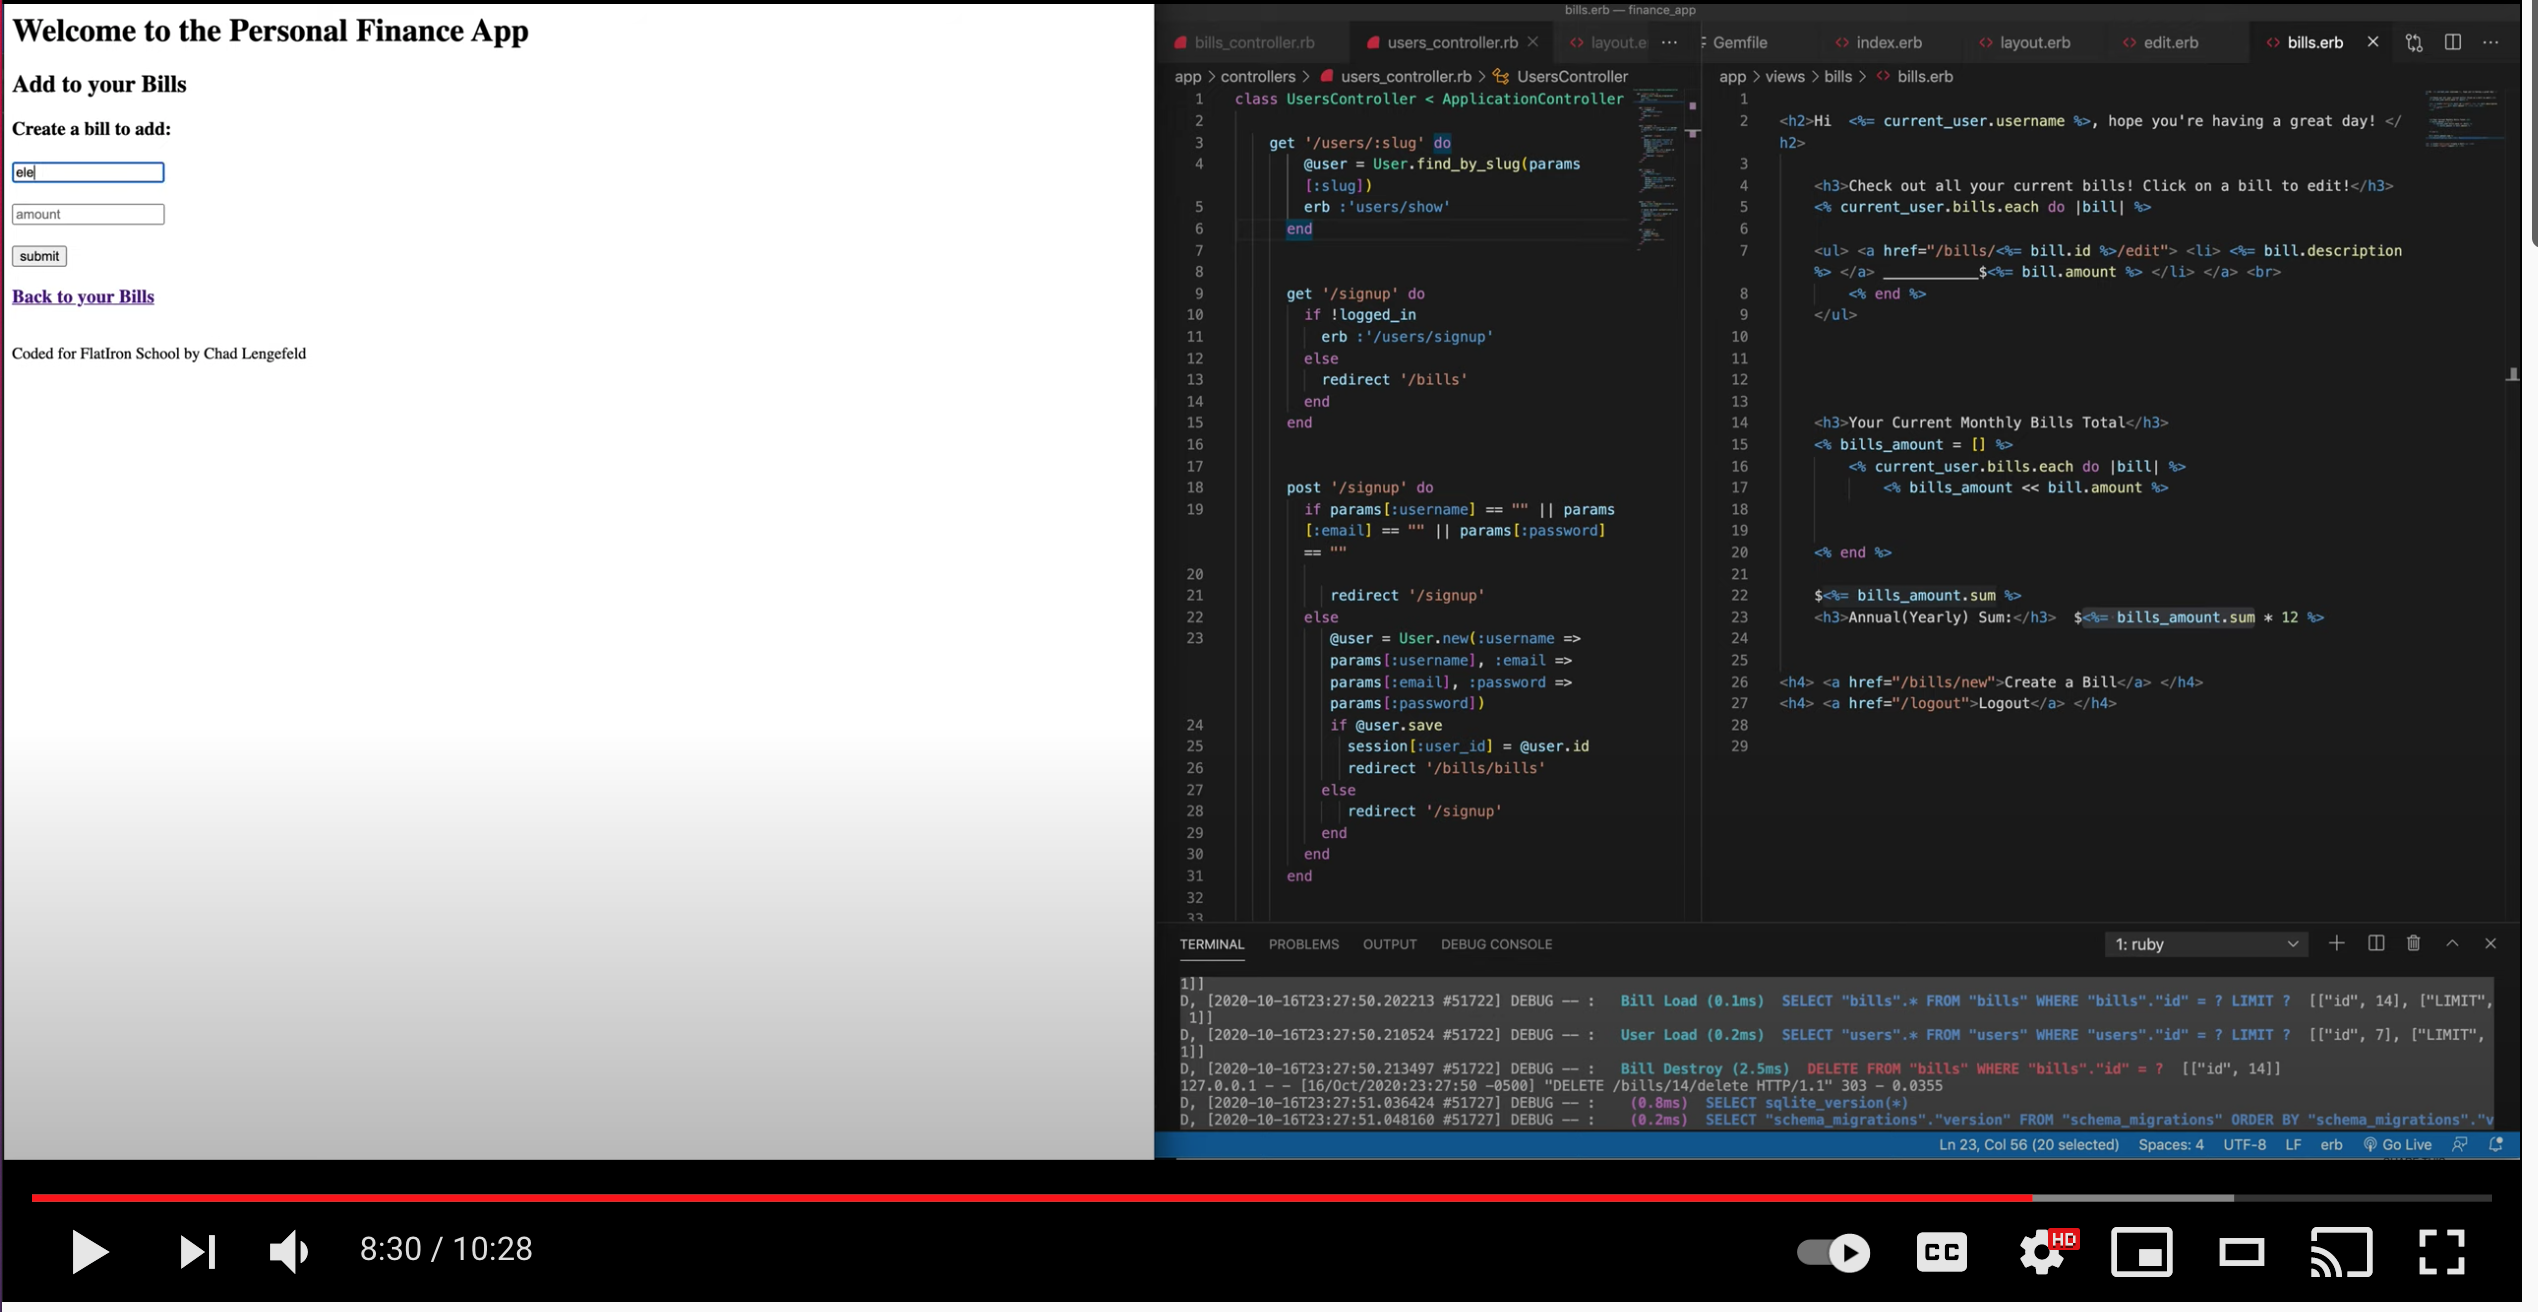 Welcome to the Personal Finance App
Add to your Bills
Create a bill to add:
ele
amount
submit
Back to your Bills
Coded for FlatIron School by Chad Lengefeld
bills.erb — finance_app
bills_controller.rb
users_controller.rb
layout.e
app > controllers > users_controller.rb > UsersController
1 class UsersController < ApplicationController
2
3 get '/users/:slug' do
4 @user = User.find_by_slug(params
[:slug])
5 erb :'users/show'
6 end
7
8
9 get '/signup' do
10 if !logged_in
11 erb :'/users/signup'
12 else
13 redirect '/bills'
14 end
15 end
16
17
18 post '/signup' do
19 if params[:username] == "" || params
[:email] == "" || params[:password]
== ""
20
21 redirect '/signup'
22 else
23 @user = User.new(:username =>
params[:username], :email =>
params[:email], :password =>
params[:password])
24 if @user.save
25 session[:user_id] = @user.id
26 redirect '/bills/bills'
27 else
28 redirect '/signup'
29 end
30 end
31 end
32
33
Gemfile
index.erb
layout.erb
edit.erb
bills.erb
app > views > bills > bills.erb
1
2 <h2>Hi  <%= current_user.username %>, hope you're having a great day! </
h2>
3
4 <h3>Check out all your current bills! Click on a bill to edit!</h3>
5 <% current_user.bills.each do |bill| %>
6
7 <ul> <a href="/bills/<%= bill.id %>/edit"> <li> <%= bill.description
%> </a> ___________$<%= bill.amount %> </li> </a> <br>
8 <% end %>
9 </ul>
10
11
12
13
14 <h3>Your Current Monthly Bills Total</h3>
15 <% bills_amount = [] %>
16 <% current_user.bills.each do |bill| %>
17 <% bills_amount << bill.amount %>
18
19
20 <% end %>
21
22 $<%= bills_amount.sum %>
23 <h3>Annual(Yearly) Sum:</h3>  $<%= bills_amount.sum * 12 %>
24
25
26 <h4> <a href="/bills/new">Create a Bill</a> </h4>
27 <h4> <a href="/logout">Logout</a> </h4>
28
29
TERMINAL PROBLEMS OUTPUT DEBUG CONSOLE
1: ruby
1]]
D, [2020-10-16T23:27:50.202213 #51722] DEBUG -- :   Bill Load (0.1ms)  SELECT "bills".* FROM "bills" WHERE "bills"."id" = ? LIMIT ?  [["id", 14], ["LIMIT",
1]]
D, [2020-10-16T23:27:50.210524 #51722] DEBUG -- :   User Load (0.2ms)  SELECT "users".* FROM "users" WHERE "users"."id" = ? LIMIT ?  [["id", 7], ["LIMIT",
1]]
D, [2020-10-16T23:27:50.213497 #51722] DEBUG -- :   Bill Destroy (2.5ms)  DELETE FROM "bills" WHERE "bills"."id" = ?  [["id", 14]]
127.0.0.1 - - [16/Oct/2020:23:27:50 -0500] "DELETE /bills/14/delete HTTP/1.1" 303 - 0.0355
D, [2020-10-16T23:27:51.036424 #51727] DEBUG -- :    (0.8ms)  SELECT sqlite_version(*)
D, [2020-10-16T23:27:51.048160 #51727] DEBUG -- :    (0.2ms)  SELECT "schema_migrations"."version" FROM "schema_migrations" ORDER BY "schema_migrations"."v
Ln 23, Col 56 (20 selected) Spaces: 4 UTF-8 LF erb Go Live
8:30 / 10:28
CC
HD